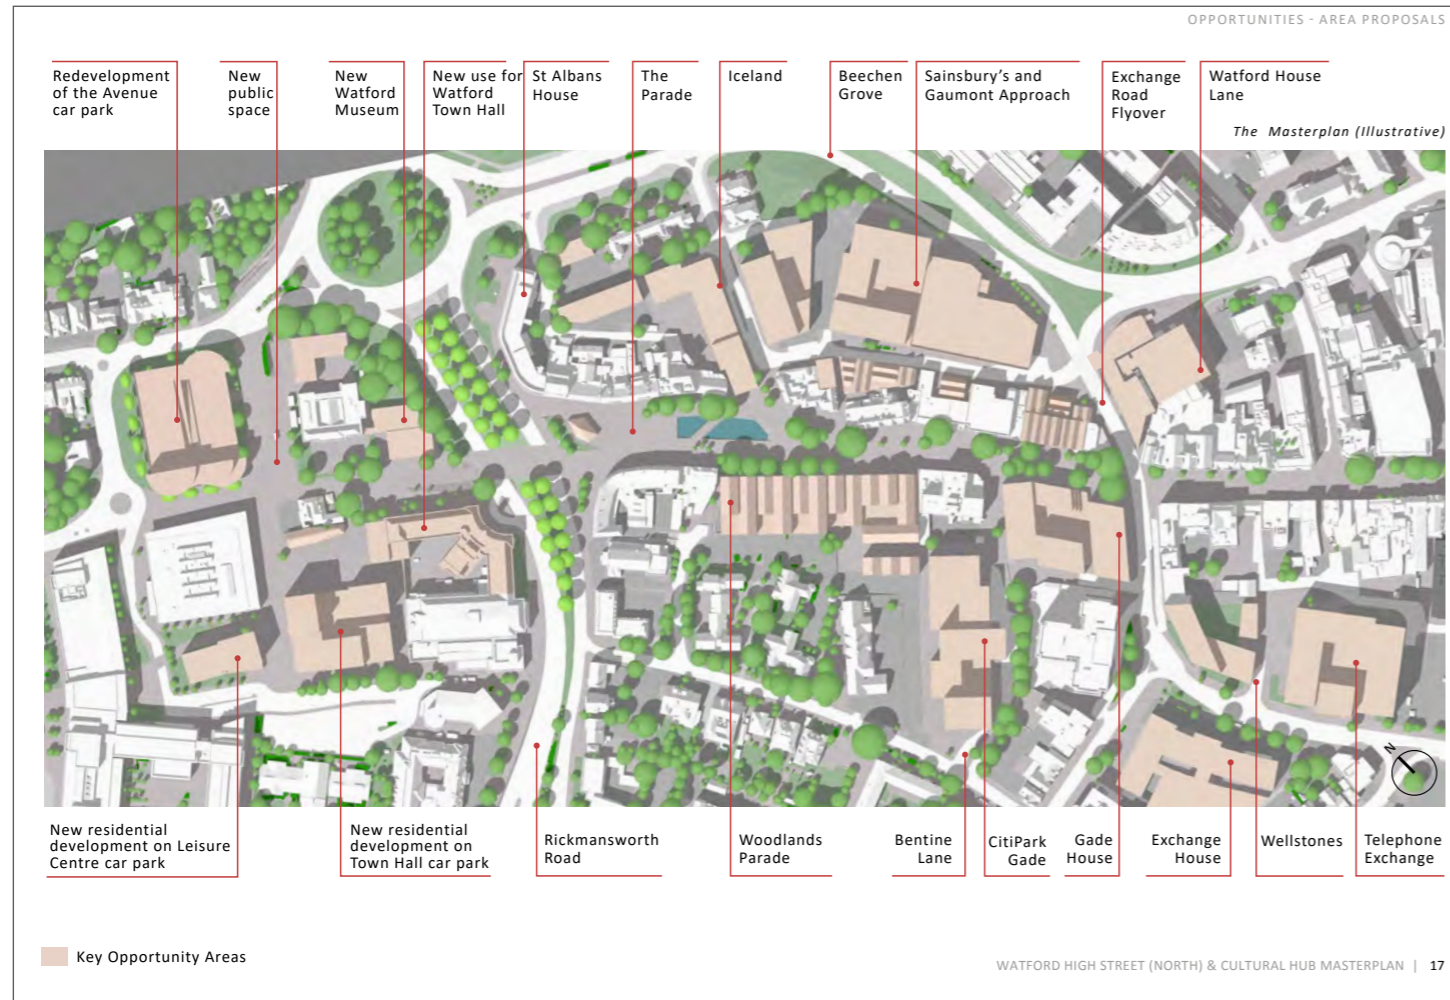 OPPORTUNITIES - AREA PROPOSALS
Redevelopment
of the Avenue
car park
New
public
space
New
Watford
Museum
New use for
Watford
Town Hall
St Albans
House
The
Parade
Iceland
Beechen
Grove
Sainsbury's and
Gaumont Approach
Exchange
Road
Flyover
Watford House
Lane
The Masterplan (Illustrative)
N
New residential
development on Leisure
Centre car park
New residential
development on
Town Hall car park
Rickmansworth
Road
Woodlands
Parade
Bentine
Lane
CitiPark
Gade
Gade
House
Exchange
House
Wellstones
Telephone
Exchange
Key Opportunity Areas
WATFORD HIGH STREET (NORTH) & CULTURAL HUB MASTERPLAN | 17